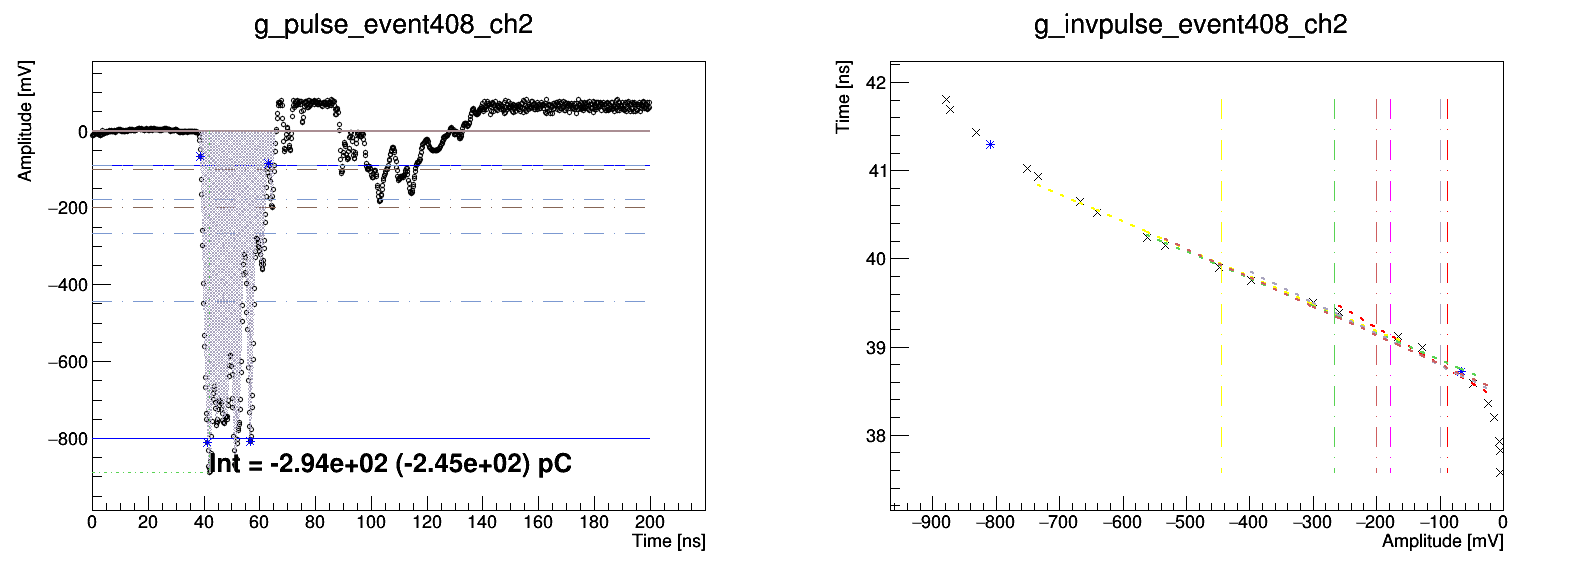 g_pulse_event408_ch2
Amplitude [mV]
0
−200
−400
−600
−800
Int = -2.94e+02 (-2.45e+02) pC
0 20 40 60 80 100 120 140 160 180 200
Time [ns]
g_invpulse_event408_ch2
Time [ns]
42
41
40
39
38
−900 −800 −700 −600 −500 −400 −300 −200 −100 0
Amplitude [mV]